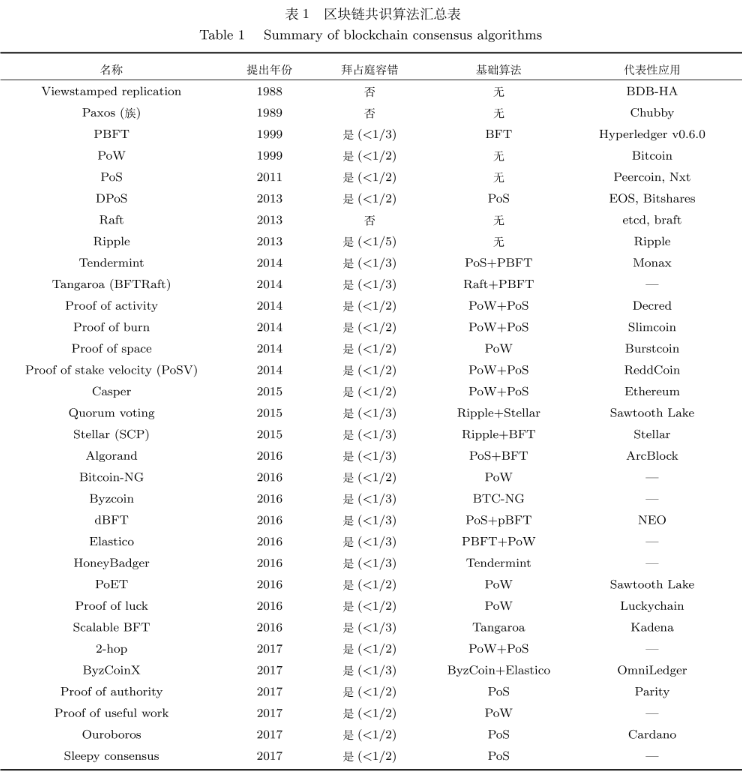 表 1 区块链共识算法汇总表
Table 1 Summary of blockchain consensus algorithms
名称 提出年份 拜占庭容错 基础算法 代表性应用
Viewstamped replication 1988 否 无 BDB-HA
Paxos (族) 1989 否 无 Chubby
PBFT 1999 是 (<1/3) BFT Hyperledger v0.6.0
PoW 1999 是 (<1/2) 无 Bitcoin
PoS 2011 是 (<1/2) 无 Peercoin, Nxt
DPoS 2013 是 (<1/2) PoS EOS, Bitshares
Raft 2013 否 无 etcd, braft
Ripple 2013 是 (<1/5) 无 Ripple
Tendermint 2014 是 (<1/3) PoS+PBFT Monax
Tangaroa (BFTRaft) 2014 是 (<1/3) Raft+PBFT —
Proof of activity 2014 是 (<1/2) PoW+PoS Decred
Proof of burn 2014 是 (<1/2) PoW+PoS Slimcoin
Proof of space 2014 是 (<1/2) PoW Burstcoin
Proof of stake velocity (PoSV) 2014 是 (<1/2) PoW+PoS ReddCoin
Casper 2015 是 (<1/2) PoW+PoS Ethereum
Quorum voting 2015 是 (<1/3) Ripple+Stellar Sawtooth Lake
Stellar (SCP) 2015 是 (<1/3) Ripple+BFT Stellar
Algorand 2016 是 (<1/3) PoS+BFT ArcBlock
Bitcoin-NG 2016 是 (<1/2) PoW —
Byzcoin 2016 是 (<1/3) BTC-NG —
dBFT 2016 是 (<1/3) PoS+pBFT NEO
Elastico 2016 是 (<1/3) PBFT+PoW —
HoneyBadger 2016 是 (<1/3) Tendermint —
PoET 2016 是 (<1/2) PoW Sawtooth Lake
Proof of luck 2016 是 (<1/2) PoW Luckychain
Scalable BFT 2016 是 (<1/3) Tangaroa Kadena
2-hop 2017 是 (<1/2) PoW+PoS —
ByzCoinX 2017 是 (<1/3) ByzCoin+Elastico OmniLedger
Proof of authority 2017 是 (<1/2) PoS Parity
Proof of useful work 2017 是 (<1/2) PoW —
Ouroboros 2017 是 (<1/2) PoS Cardano
Sleepy consensus 2017 是 (<1/2) PoS —